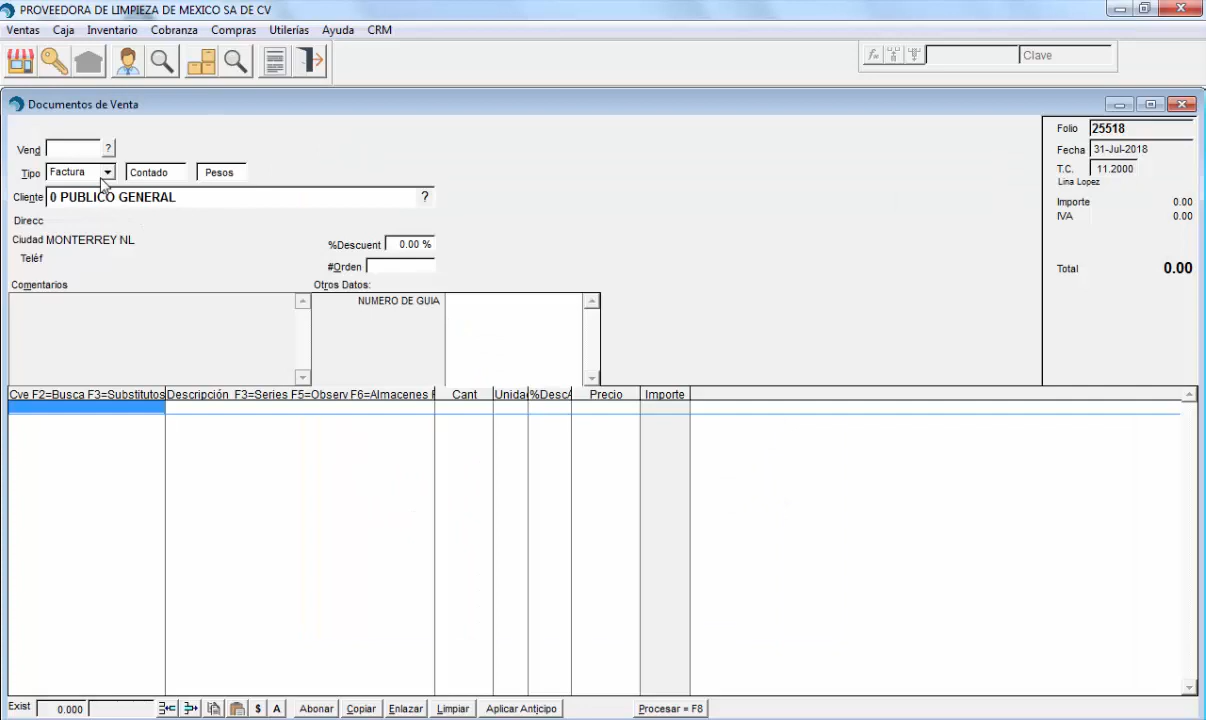 PROVEEDORA DE LIMPIEZA DE MEXICO SA DE CV
Ventas Caja Inventario Cobranza Compras Utilerías Ayuda CRM
Clave
Documentos de Venta
Vend ?
Tipo Factura Contado Pesos
Cliente 0 PUBLICO GENERAL ?
Direcc
Ciudad MONTERREY NL
%Descuent 0.00 %
Teléf
#Orden
Folio 25518
Fecha 31-Jul-2018
T.C. 11.2000
Lina Lopez
Importe 0.00
IVA 0.00
Total 0.00
Comentarios Otros Datos:
NUMERO DE GUIA
Cve F2=Busca F3=Substitutos Descripción F3=Series F5=Observ F6=Almacenes Cant Unida %Desc Precio Importe
Exist 0.000 $ A Abonar Copiar Enlazar Limpiar Aplicar Anticipo Procesar = F8